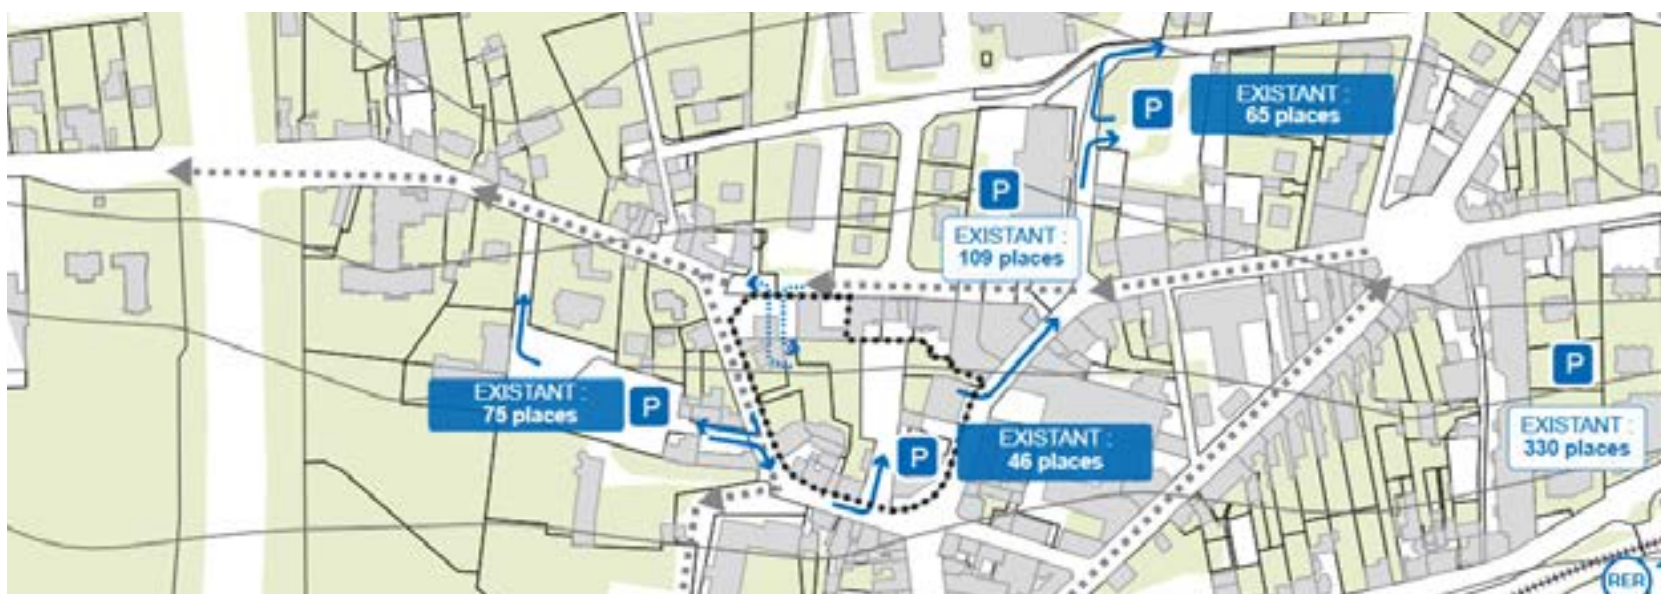 P
EXISTANT :
65 places
P
EXISTANT :
109 places
P
EXISTANT :
330 places
EXISTANT :
75 places
P
P
EXISTANT :
46 places
RER